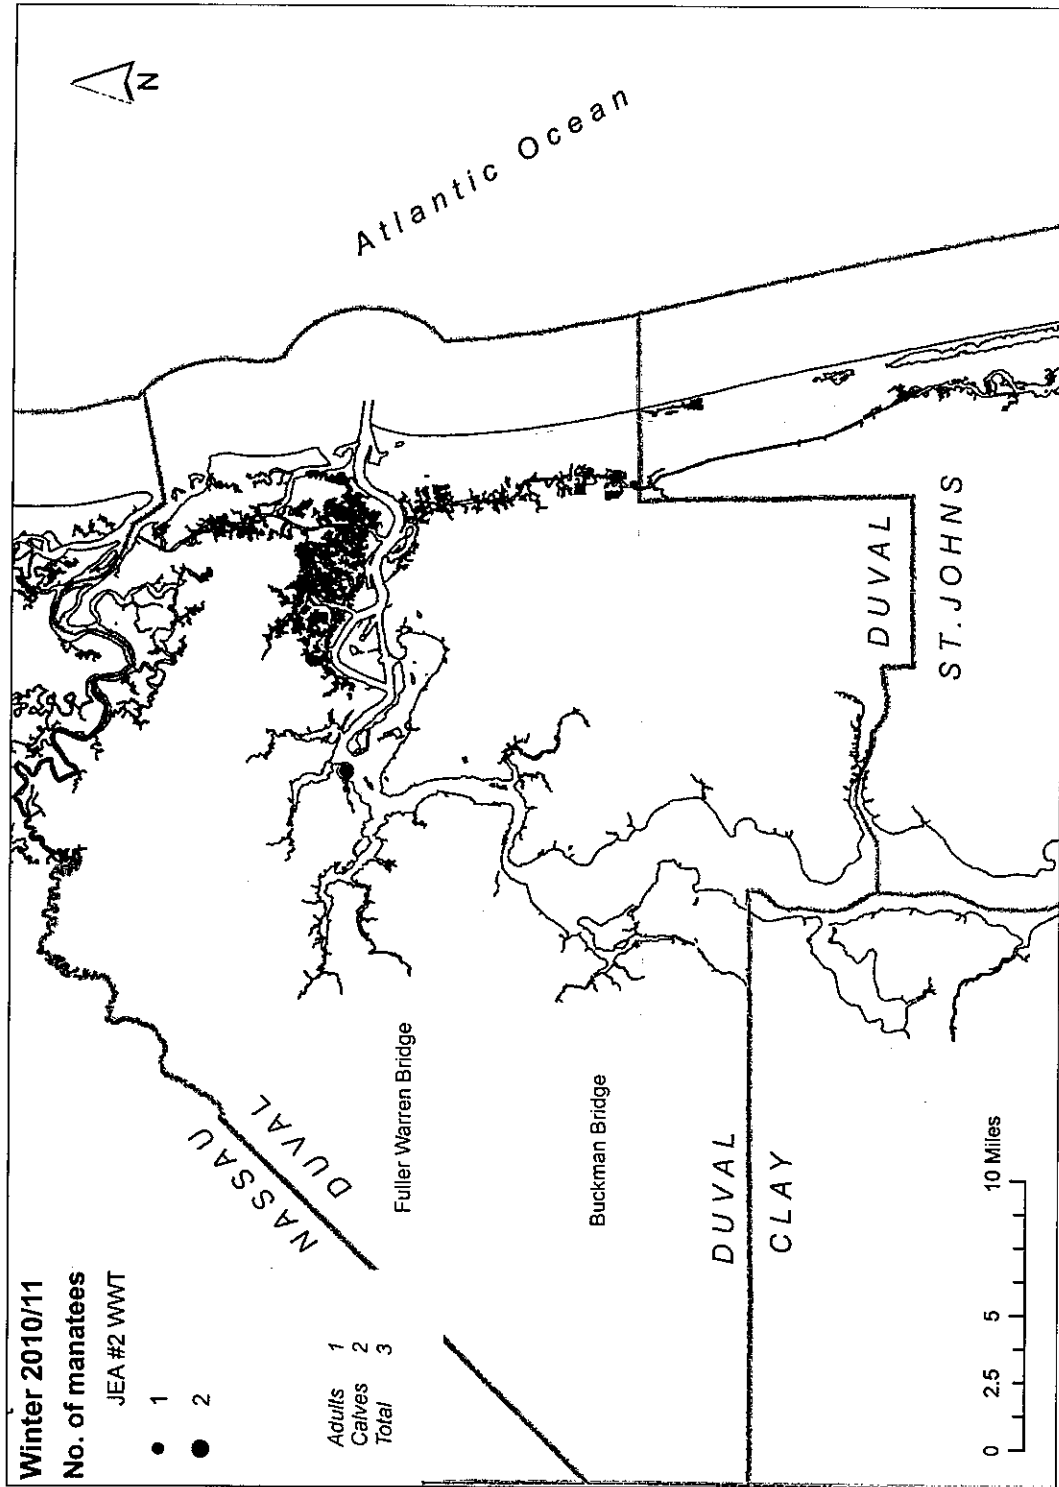 Winter 2010/11
No. of manatees
JEA #2 WWT
1
2
Adults 1
Calves 2
Total 3
NASSAU
DUVAL
Fuller Warren Bridge
Buckman Bridge
DUVAL
CLAY
0 2.5 5 10 Miles
DUVAL
ST.JOHNS
Atlantic Ocean
N